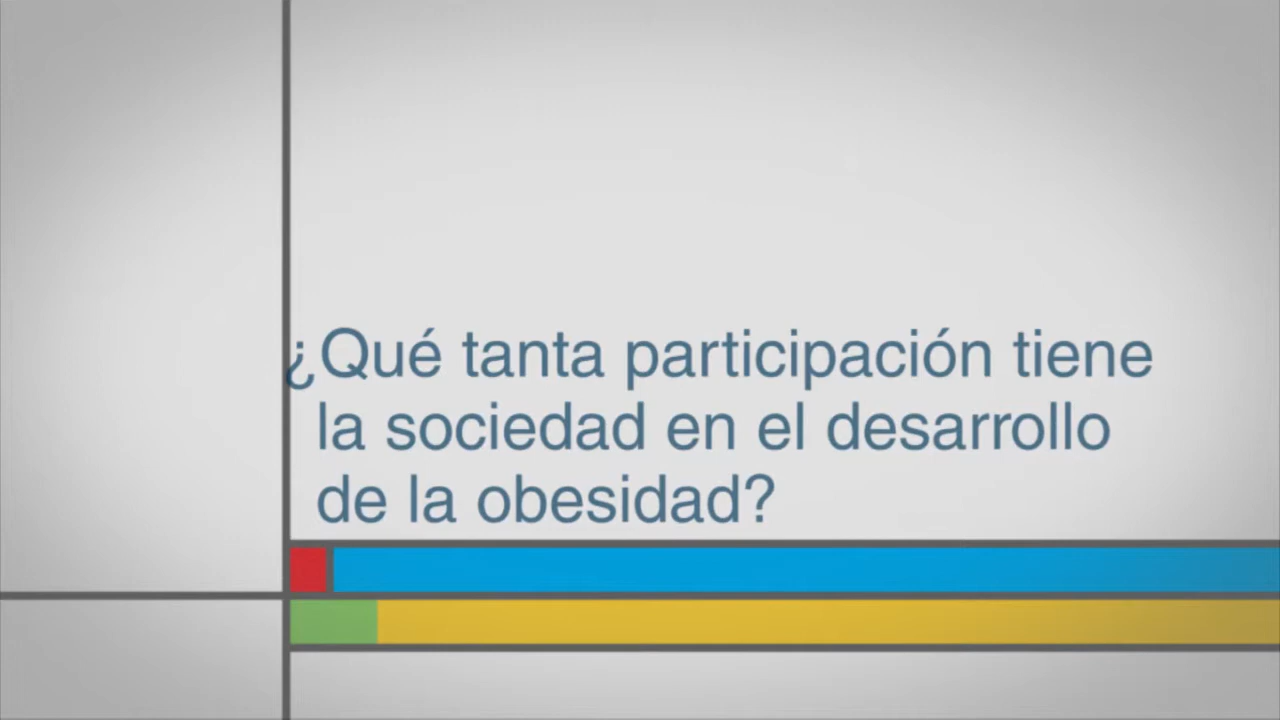 ¿Qué tanta participación tiene
la sociedad en el desarrollo
de la obesidad?